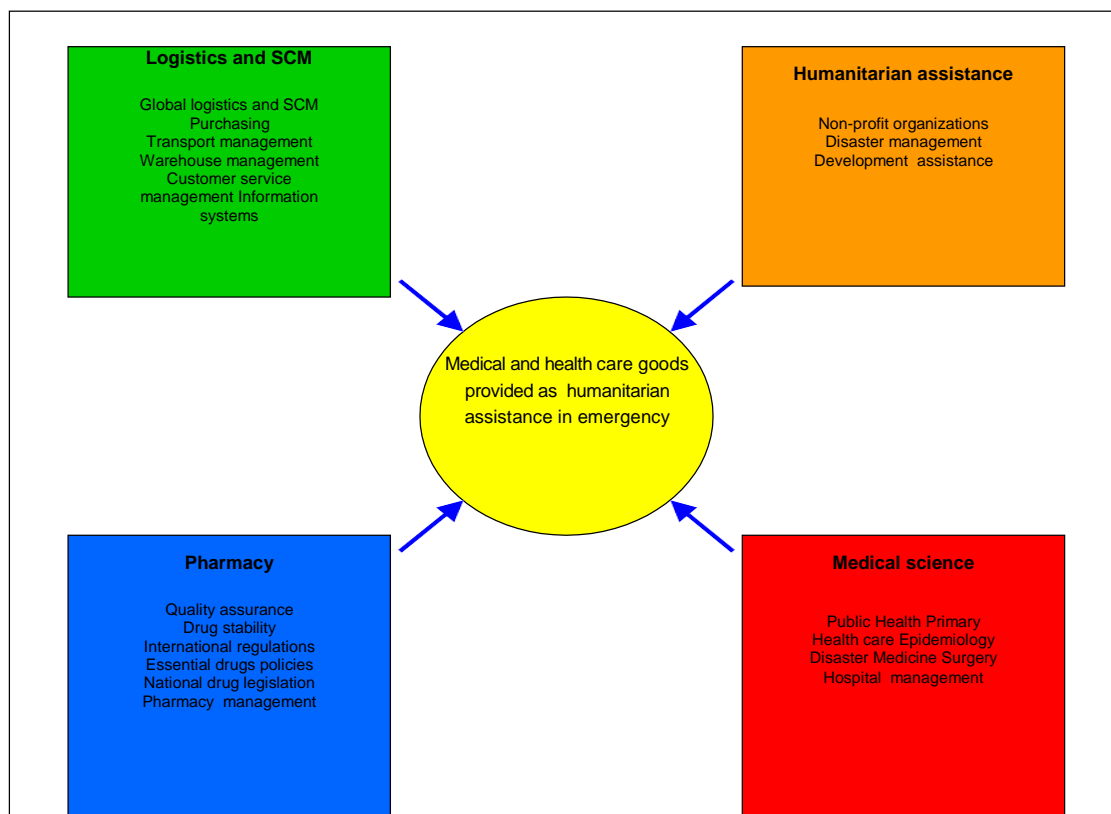 Logistics and SCM
Global logistics and SCM
Purchasing
Transport management
Warehouse management
Customer service
management Information
systems
Humanitarian assistance
Non-profit organizations
Disaster management
Development assistance
Medical and health care goods
provided as humanitarian
assistance in emergency
Pharmacy
Quality assurance
Drug stability
International regulations
Essential drugs policies
National drug legislation
Pharmacy management
Medical science
Public Health Primary
Health care Epidemiology
Disaster Medicine Surgery
Hospital management